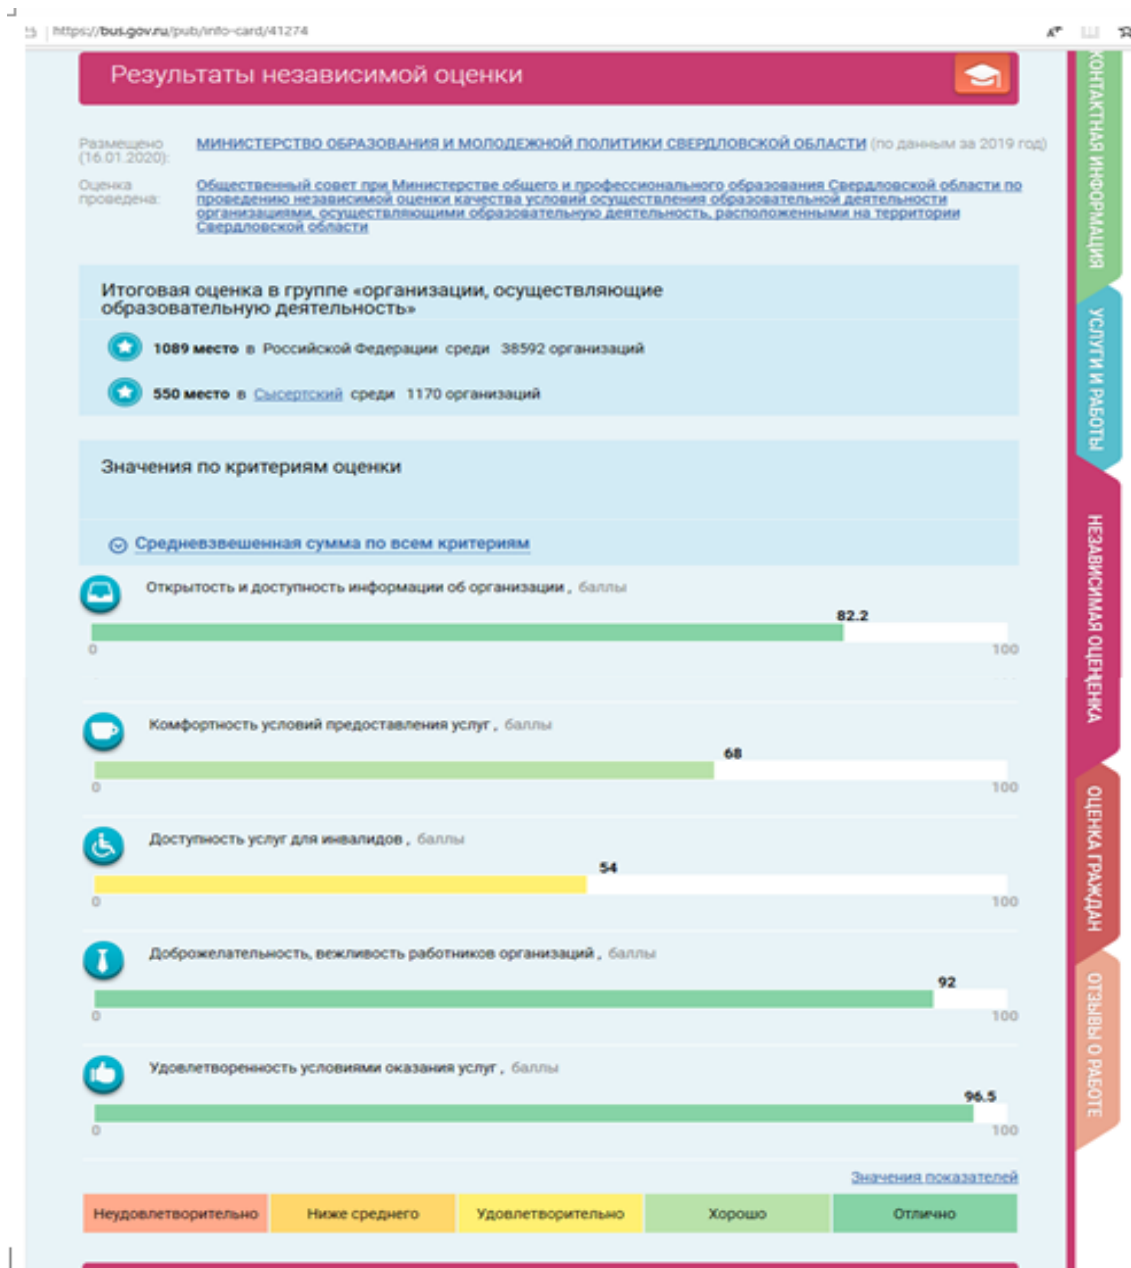 https://bus.gov.ru/pub/info-card/41274
Результаты независимой оценки
Размещено
(16.01.2020):
МИНИСТЕРСТВО ОБРАЗОВАНИЯ И МОЛОДЕЖНОЙ ПОЛИТИКИ СВЕРДЛОВСКОЙ ОБЛАСТИ (по данным за 2019 год)
Оценка
проведена:
Общественный совет при Министерстве общего и профессионального образования Свердловской области по
проведению независимой оценки качества условий осуществления образовательной деятельности
организациями, осуществляющими образовательную деятельность, расположенными на территории
Свердловской области
Итоговая оценка в группе «организации, осуществляющие
образовательную деятельность»
1089 место в Российской Федерации среди 38592 организаций
550 место в Сысертский среди 1170 организаций
Значения по критериям оценки
Средневзвешенная сумма по всем критериям
Открытость и доступность информации об организации , баллы
82.2
0
100
Комфортность условий предоставления услуг , баллы
68
0
100
Доступность услуг для инвалидов , баллы
54
0
100
Доброжелательность, вежливость работников организаций , баллы
92
0
100
Удовлетворенность условиями оказания услуг , баллы
96.5
0
100
Значения показателей
Неудовлетворительно
Ниже среднего
Удовлетворительно
Хорошо
Отлично
КОНТАКТНАЯ ИНФОРМАЦИЯ
УСЛУГИ И РАБОТЫ
НЕЗАВИСИМАЯ ОЦЕНЦЕНКА
ОЦЕНКА ГРАЖДАН
ОТЗЫВЫ О РАБОТЕ